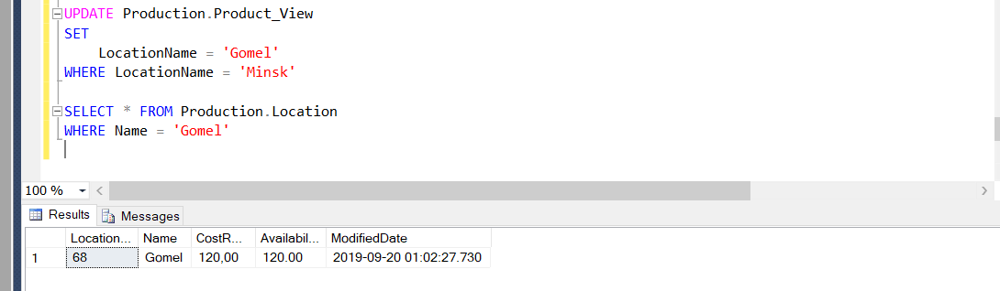 UPDATE Production.Product_View
SET
LocationName = 'Gomel'
WHERE LocationName = 'Minsk'
SELECT * FROM Production.Location
WHERE Name = 'Gomel'
100 %
Results Messages
Location... Name CostR... Availabil... ModifiedDate
1 68 Gomel 120,00 120.00 2019-09-20 01:02:27.730